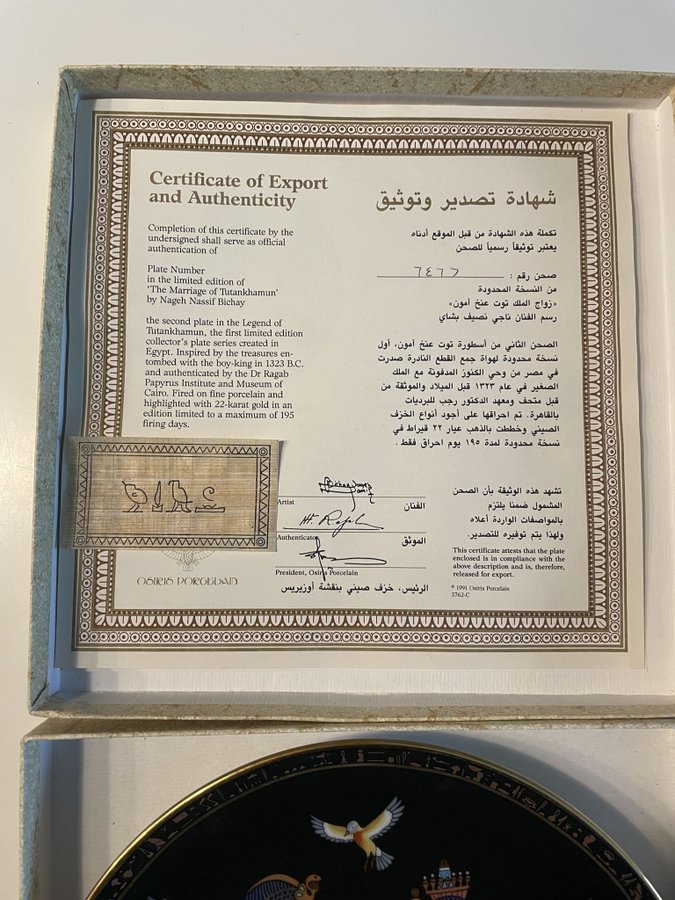 Certificate of Export
and Authenticity
Completion of this certificate by the
undersigned shall serve as official
authentication of
Plate Number
in the limited edition of
'The Marriage of Tutankhamun'
by Nageh Nassif Bichay
the second plate in the Legend of
Tutankhamun, the first limited edition
collector's plate series created in
Egypt. Inspired by the treasures en-
tombed with the boy-king in 1323 B.C.
and authenticated by the Dr Ragab
Papyrus Institute and Museum of
Cairo. Fired on fine porcelain and
highlighted with 22-karat gold in an
edition limited to a maximum of 195
firing days.
شهادة تصدير وتوثيق
تكملة هذه الشهادة من قبل الموقع أدناه
يعتبر توثيقاً رسمياً للصحن
صحن رقم : ٦٤٦٦
من النسخة المحدودة
«زواج الملك توت عنخ أمون»
رسم الفنان ناجي نصيف بشاي
الصحن الثاني من أسطورة توت عنخ أمون، أول
نسخة محدودة لهواة جمع القطع النادرة صدرت
في مصر من وحي الكنوز المدفونة مع الملك
الصغير في عام ١٣٢٣ قبل الميلاد والموثقة من
قبل متحف ومعهد الدكتور رجب للبرديات
بالقاهرة. تم احراقها على أجود أنواع الخزف
الصيني وخططت بالذهب عيار ٢٢ قيراط في
نسخة محدودة لمدة ١٩٥ يوم احراق فقط.
Artist الفنان
Authenticator الموثق
President, Osiris Porcelain
الرئيس، خزف صيني بنقشة أوزيريس
تشهد هذه الوثيقة بأن الصحن
المشمول ضمنا يلتزم
بالمواصفات الواردة أعلاه
ولهذا يتم توفيره للتصدير.
This certificate attests that the plate
enclosed is in compliance with the
above description and is, therefore,
released for export.
© 1991 Osiris Porcelain
5762-C
OSIRIS PORCELAIN